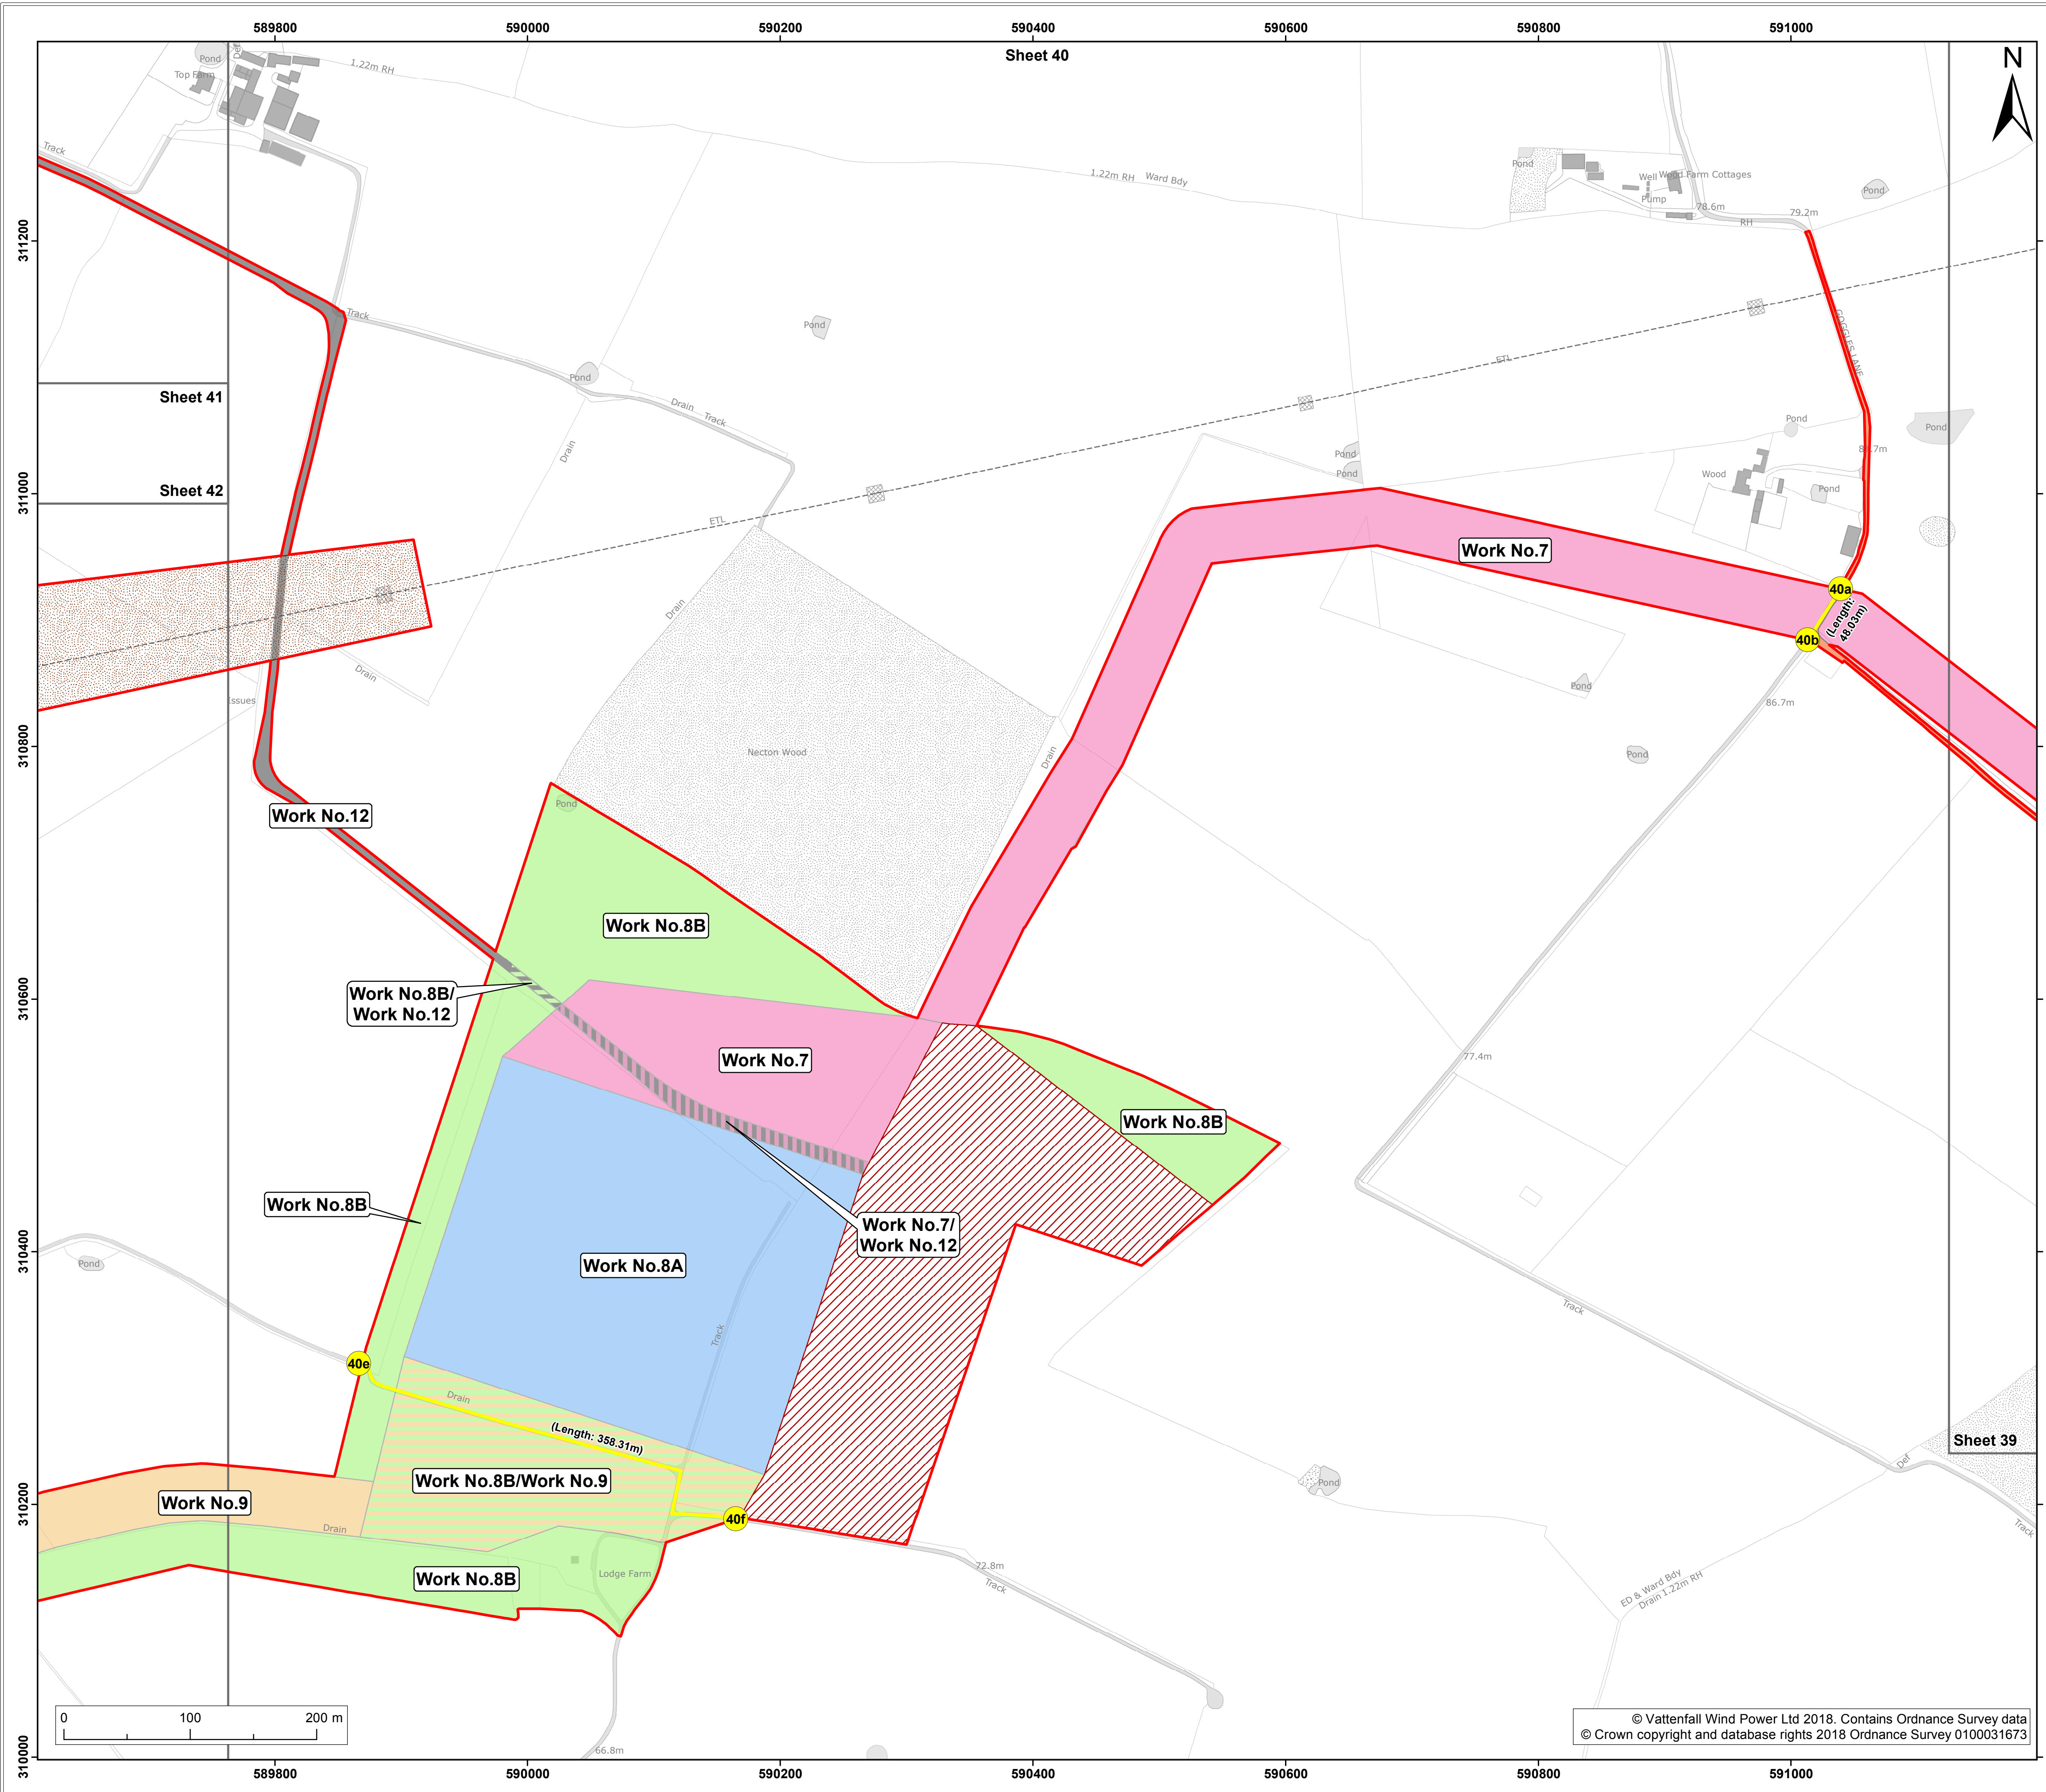 589800
590000
590200
590400
590600
590800
591000
Sheet 40
N
Pond
Top Farm
1.22m RH
Track
1.22m RH
Ward Bdy
Pond
Well
Wood Farm Cottages
Pump
78.6m
79.2m
RH
Pond
311200
Track
Pond
GOGGLES LANE
ETL
Pond
Sheet 41
Drain
Track
Drain
Pond
Pond
Pond
Pond
Wood
Pond
Sheet 42
311000
ETL
Work No.7
40a
(Length:
48.03m)
40b
Drain
Drain
Issues
Pond
86.7m
Necton Wood
Drain
Pond
310800
Pond
Work No.12
Work No.8B
Work No.8B/
Work No.12
310600
Work No.7
77.4m
Work No.8B
Work No.8B
Work No.7/
Work No.12
310400
Pond
Work No.8A
Track
Track
40e
Drain
(Length: 358.31m)
Sheet 39
Def
Work No.8B/Work No.9
Pond
Work No.9
310200
40f
Drain
Track
Work No.8B
Lodge Farm
72.8m
Track
ED & Ward Bdy
Drain 1.22m RH
0
100
200 m
66.8m
© Vattenfall Wind Power Ltd 2018. Contains Ordnance Survey data
© Crown copyright and database rights 2018 Ordnance Survey 0100031673
310000
589800
590000
590200
590400
590600
590800
591000